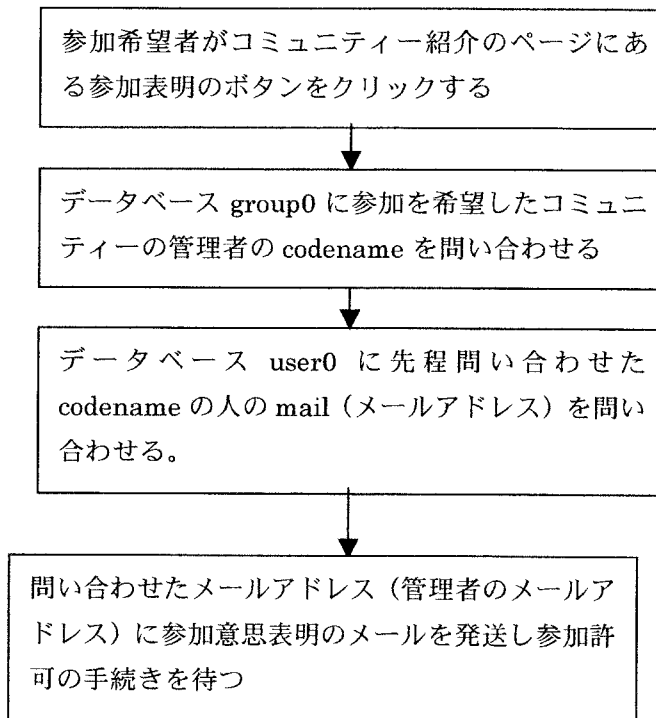 参加希望者がコミュニティー紹介のページにあ
る参加表明のボタンをクリックする
データベース group0 に参加を希望したコミュニ
ティーの管理者の codename を問い合わせる
データベース user0 に先程問い合わせた
codename の人の mail（メールアドレス）を問い
合わせる。
問い合わせたメールアドレス（管理者のメールア
ドレス）に参加意思表明のメールを発送し参加許
可の手続きを待つ